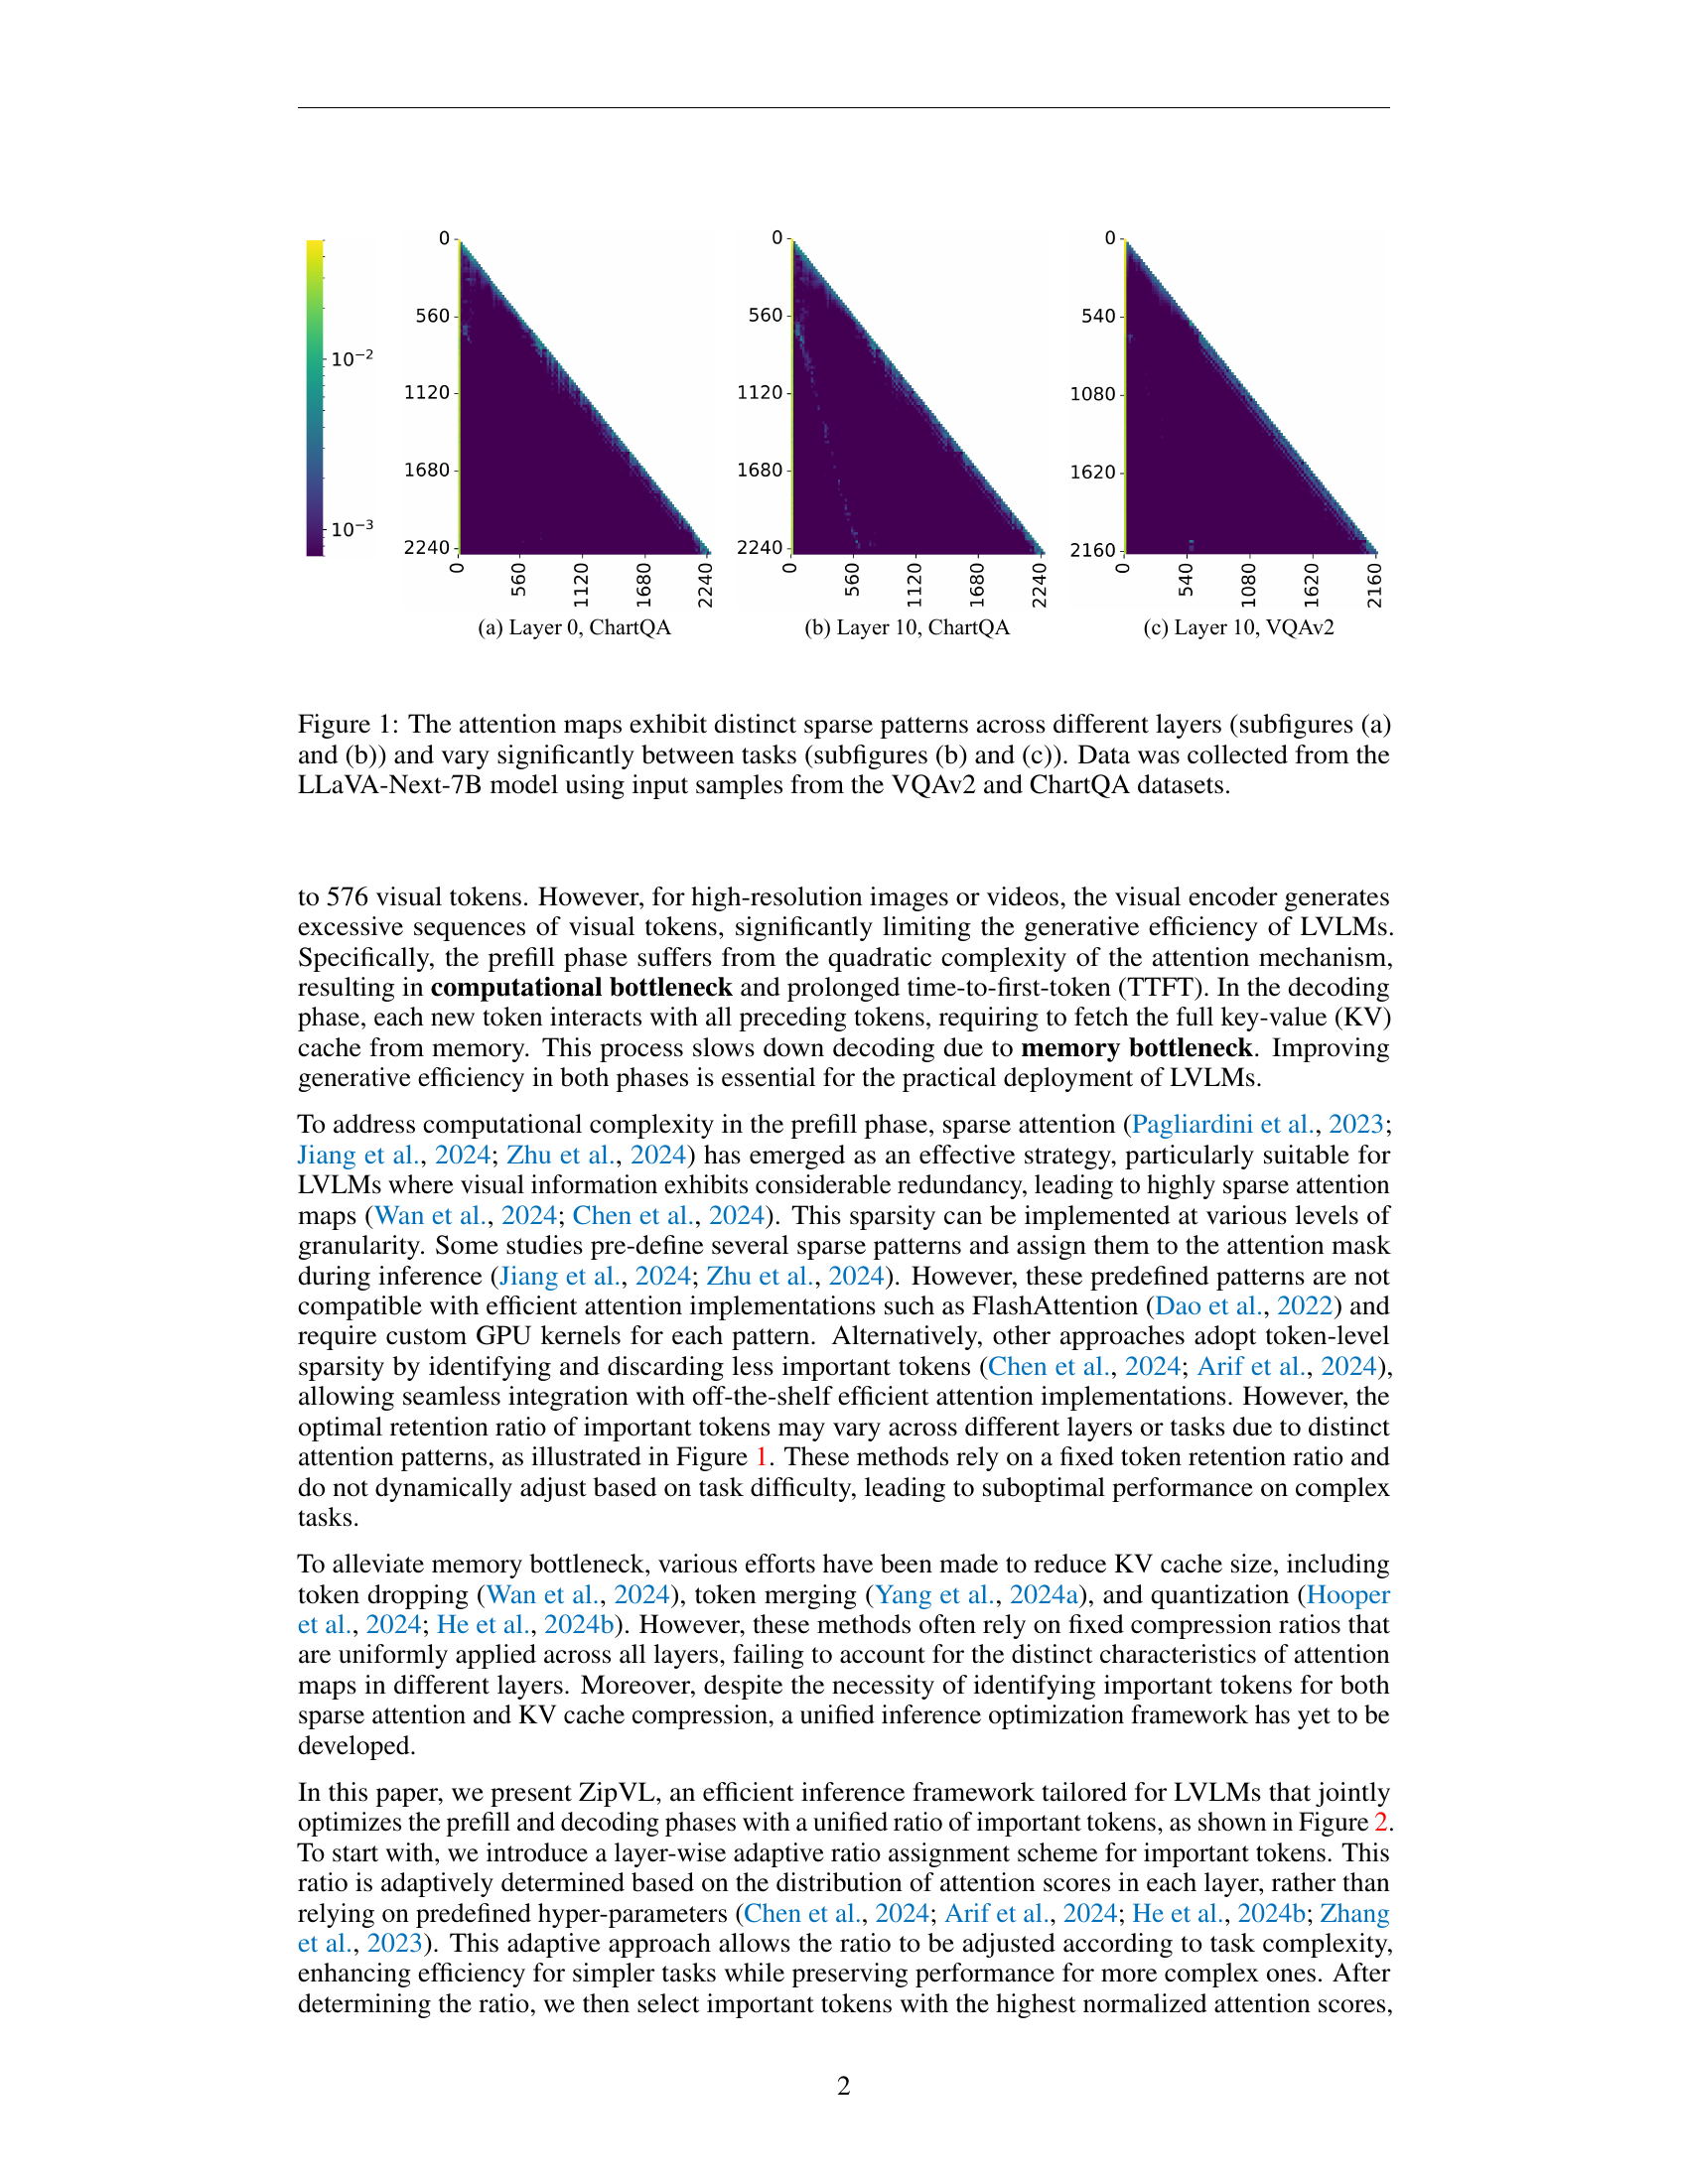 10−2
10−3
0
560
1120
1680
2240
0
560
1120
1680
2240
(a) Layer 0, ChartQA
0
560
1120
1680
2240
0
560
1120
1680
2240
(b) Layer 10, ChartQA
0
540
1080
1620
2160
0
540
1080
1620
2160
(c) Layer 10, VQAv2
Figure 1: The attention maps exhibit distinct sparse patterns across different layers (subfigures (a)
and (b)) and vary significantly between tasks (subfigures (b) and (c)). Data was collected from the
LLaVA-Next-7B model using input samples from the VQAv2 and ChartQA datasets.
to 576 visual tokens. However, for high-resolution images or videos, the visual encoder generates
excessive sequences of visual tokens, significantly limiting the generative efficiency of LVLMs.
Specifically, the prefill phase suffers from the quadratic complexity of the attention mechanism,
resulting in computational bottleneck and prolonged time-to-first-token (TTFT). In the decoding
phase, each new token interacts with all preceding tokens, requiring to fetch the full key-value (KV)
cache from memory. This process slows down decoding due to memory bottleneck. Improving
generative efficiency in both phases is essential for the practical deployment of LVLMs.
To address computational complexity in the prefill phase, sparse attention (Pagliardini et al., 2023;
Jiang et al., 2024; Zhu et al., 2024) has emerged as an effective strategy, particularly suitable for
LVLMs where visual information exhibits considerable redundancy, leading to highly sparse attention
maps (Wan et al., 2024; Chen et al., 2024). This sparsity can be implemented at various levels of
granularity. Some studies pre-define several sparse patterns and assign them to the attention mask
during inference (Jiang et al., 2024; Zhu et al., 2024). However, these predefined patterns are not
compatible with efficient attention implementations such as FlashAttention (Dao et al., 2022) and
require custom GPU kernels for each pattern. Alternatively, other approaches adopt token-level
sparsity by identifying and discarding less important tokens (Chen et al., 2024; Arif et al., 2024),
allowing seamless integration with off-the-shelf efficient attention implementations. However, the
optimal retention ratio of important tokens may vary across different layers or tasks due to distinct
attention patterns, as illustrated in Figure 1. These methods rely on a fixed token retention ratio and
do not dynamically adjust based on task difficulty, leading to suboptimal performance on complex
tasks.
To alleviate memory bottleneck, various efforts have been made to reduce KV cache size, including
token dropping (Wan et al., 2024), token merging (Yang et al., 2024a), and quantization (Hooper
et al., 2024; He et al., 2024b). However, these methods often rely on fixed compression ratios that
are uniformly applied across all layers, failing to account for the distinct characteristics of attention
maps in different layers. Moreover, despite the necessity of identifying important tokens for both
sparse attention and KV cache compression, a unified inference optimization framework has yet to be
developed.
In this paper, we present ZipVL, an efficient inference framework tailored for LVLMs that jointly
optimizes the prefill and decoding phases with a unified ratio of important tokens, as shown in Figure 2.
To start with, we introduce a layer-wise adaptive ratio assignment scheme for important tokens. This
ratio is adaptively determined based on the distribution of attention scores in each layer, rather than
relying on predefined hyper-parameters (Chen et al., 2024; Arif et al., 2024; He et al., 2024b; Zhang
et al., 2023). This adaptive approach allows the ratio to be adjusted according to task complexity,
enhancing efficiency for simpler tasks while preserving performance for more complex ones. After
determining the ratio, we then select important tokens with the highest normalized attention scores,
2